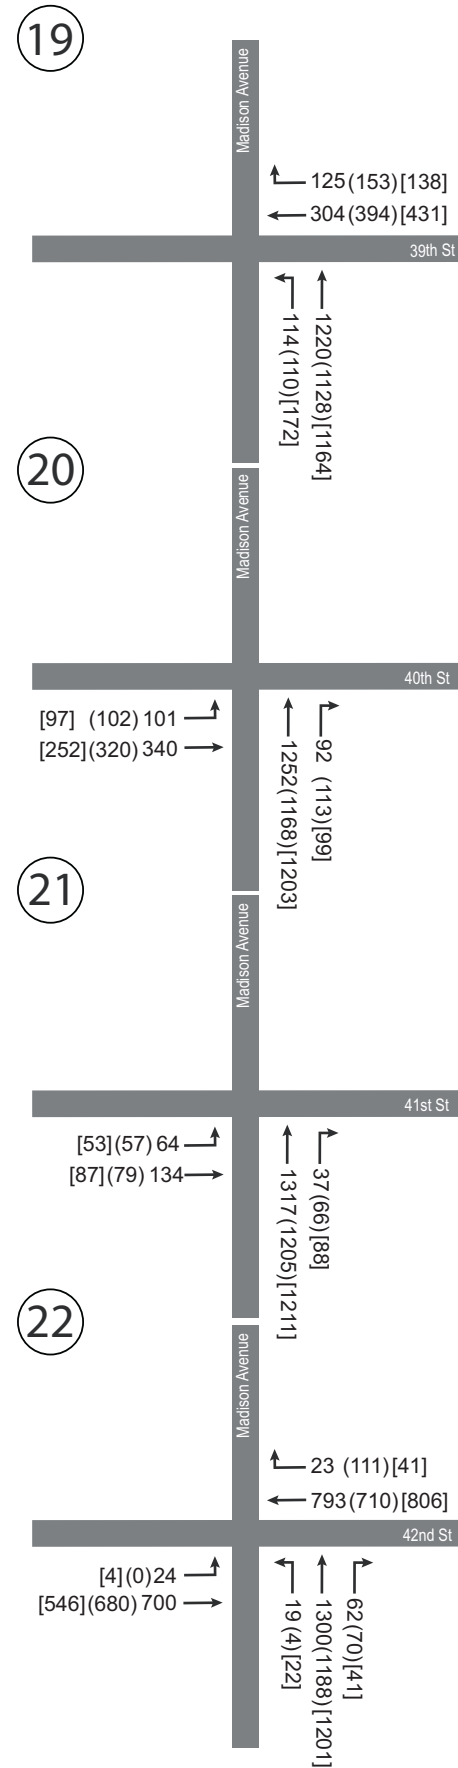 19
Madison Avenue
125 (153) [138]
304 (394) [431]
39th St
114 (110) [172]
1220 (1128) [1164]
20
Madison Avenue
40th St
[97] (102) 101
[252] (320) 340
1252 (1168) [1203]
92 (113) [99]
21
Madison Avenue
41st St
[53] (57) 64
[87] (79) 134
1317 (1205) [1211]
37 (66) [88]
22
Madison Avenue
23 (111) [41]
793 (710) [806]
42nd St
[4] (0) 24
[546] (680) 700
19 (4) [22]
1300 (1188) [1201]
62 (70) [41]